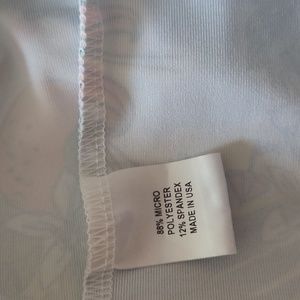 88% MICRO
POLYESTER
12% SPANDEX
MADE IN USA